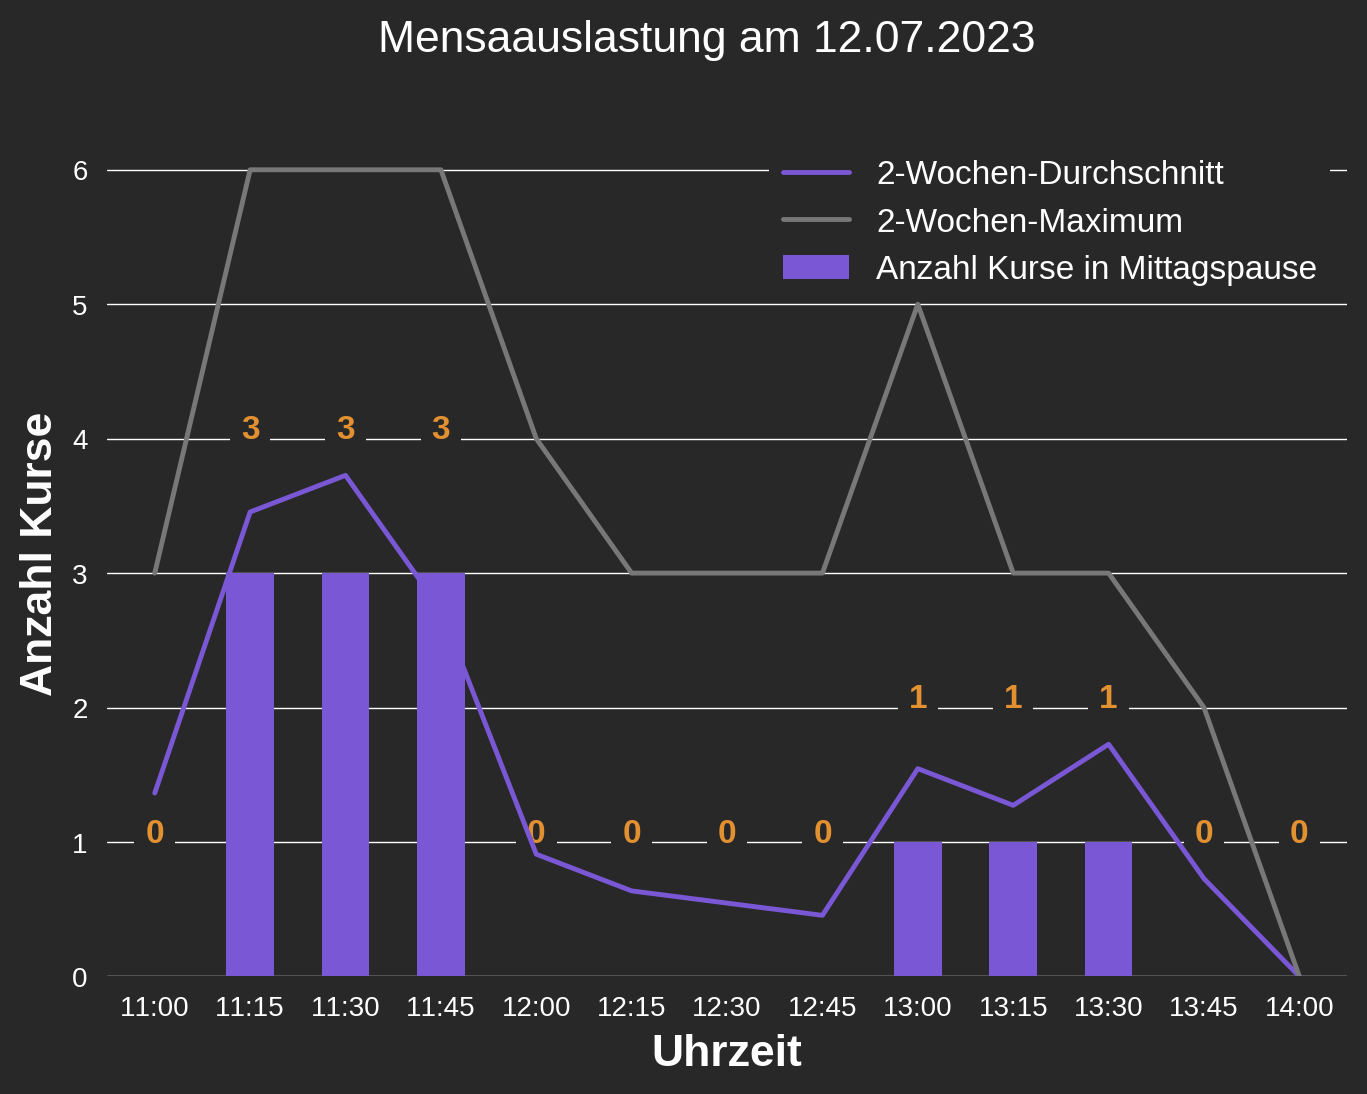 Mensaauslastung am 12.07.2023
2-Wochen-Durchschnitt
2-Wochen-Maximum
Anzahl Kurse in Mittagspause
Anzahl Kurse
6
5
4
3
2
1
0
3 3 3
1 1 1
0 0 0 0 0 0 0
11:00 11:15 11:30 11:45 12:00 12:15 12:30 12:45 13:00 13:15 13:30 13:45 14:00
Uhrzeit